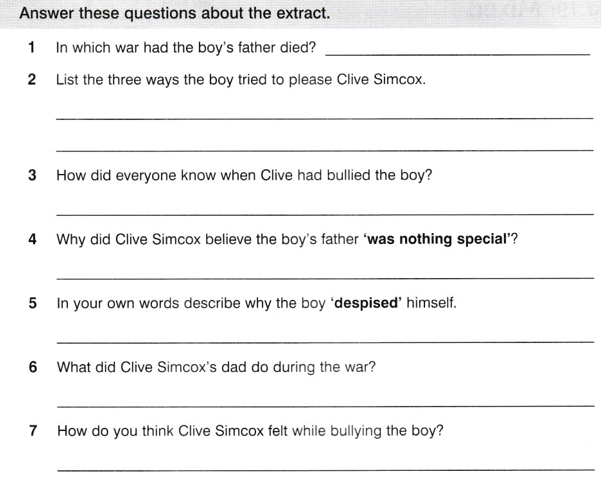 Answer these questions about the extract.
1 In which war had the boy's father died?
2 List the three ways the boy tried to please Clive Simcox.
3 How did everyone know when Clive had bullied the boy?
4 Why did Clive Simcox believe the boy's father 'was nothing special'?
5 In your own words describe why the boy 'despised' himself.
6 What did Clive Simcox's dad do during the war?
7 How do you think Clive Simcox felt while bullying the boy?